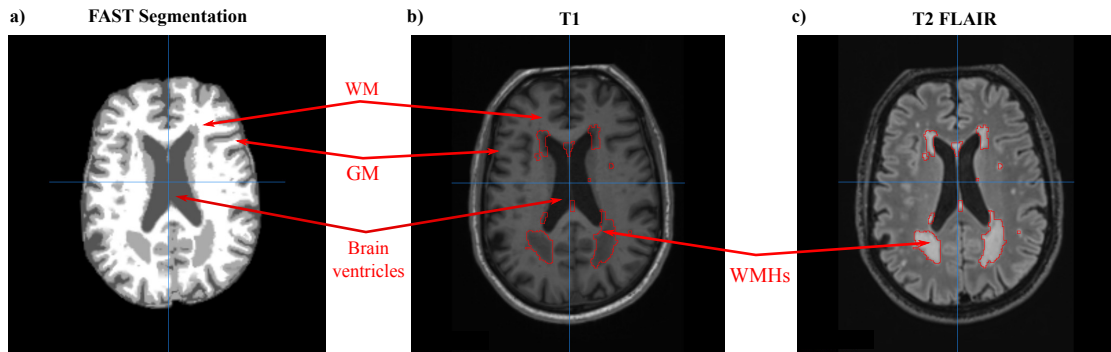 a) FAST Segmentation
b) T1
c) T2 FLAIR
WM
GM
Brain
ventricles
WMHs